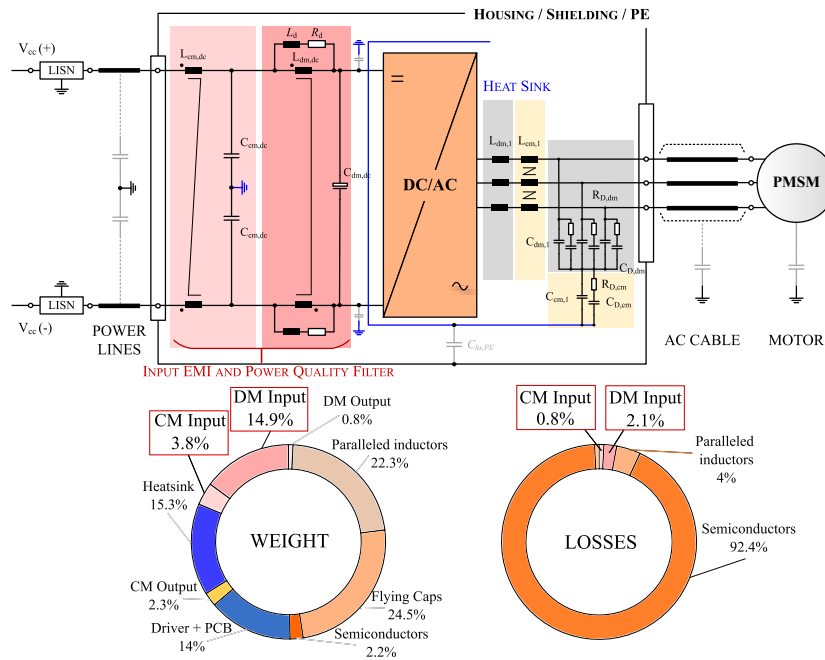 HOUSING / SHIELDING / PE
Vcc (+)
LISN
Lcm,dc
Ld
Rd
Ldm,dc
HEAT SINK
Ccm,dc
Cdm,dc
Ccm,dc
DC/AC
Ldm,1
Lcm,1
RD,dm
Cdm,1
CD,dm
RD,cm
Ccm,1
CD,cm
PMSM
LISN
Vcc (-)
POWER
LINES
Chs,PE
AC CABLE
MOTOR
INPUT EMI AND POWER QUALITY FILTER
DM Input
14.9%
CM Input
3.8%
DM Output
0.8%
Paralleled inductors
22.3%
Heatsink
15.3%
WEIGHT
CM Output
2.3%
Flying Caps
24.5%
Driver + PCB
14%
Semiconductors
2.2%
CM Input
0.8%
DM Input
2.1%
Paralleled
inductors
4%
Semiconductors
92.4%
LOSSES